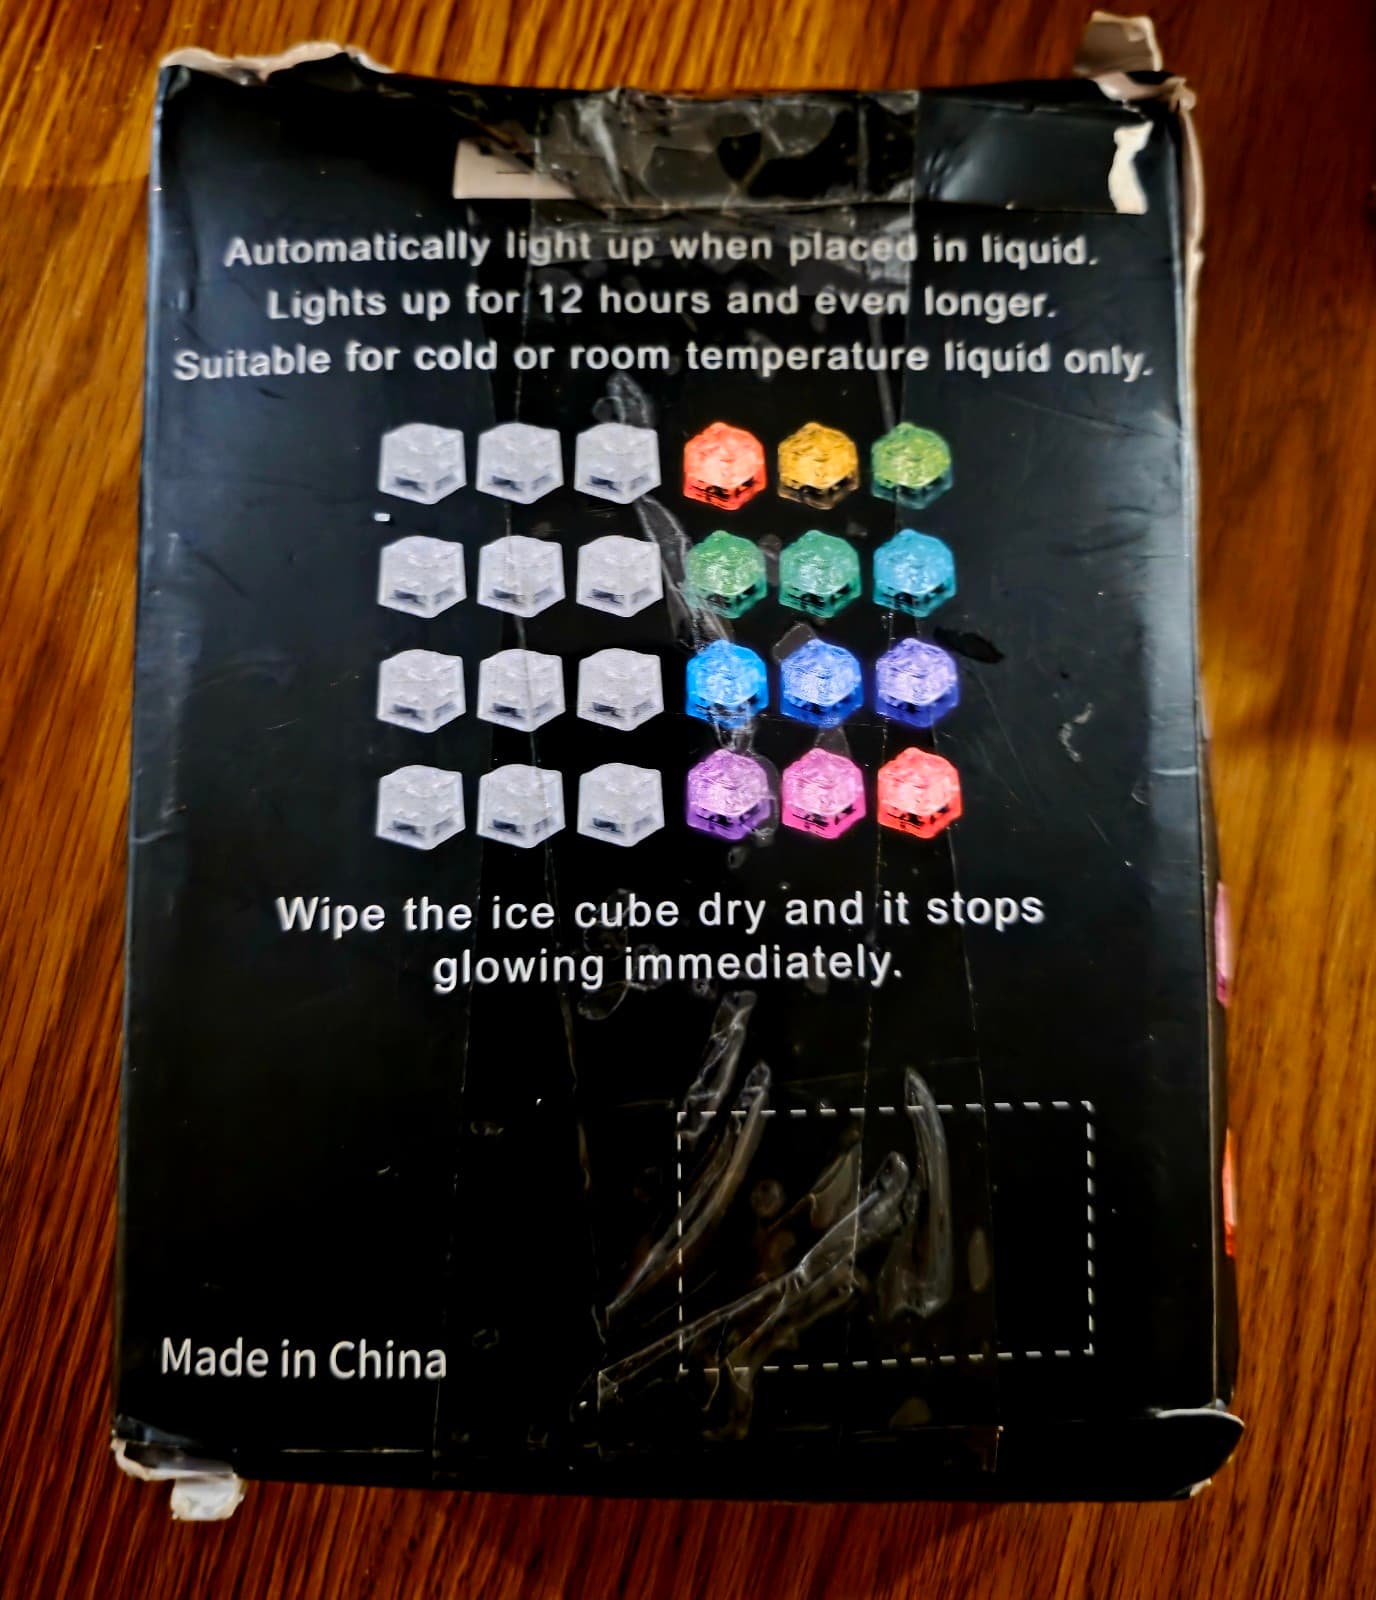 Automatically light up when placed in liquid.
Lights up for 12 hours and even longer.
Suitable for cold or room temperature liquid only.
Wipe the ice cube dry and it stops
glowing immediately.
Made in China